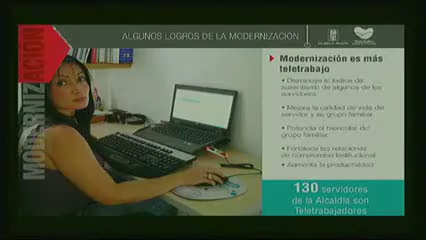 ALGUNOS LOGROS DE LA MODERNIZACIÓN
MODERNIZACIÓN
Modernización es más
teletrabajo
• Disminuye el índice de
ausentismo de algunos de los
servidores.
• Mejora la calidad de vida del
servidor y su grupo familiar.
• Potencia el bienestar del
grupo familiar.
• Fortalece las relaciones
de compromiso institucional
• Aumenta la productividad
130 servidores
de la Alcaldía son
Teletrabajadores